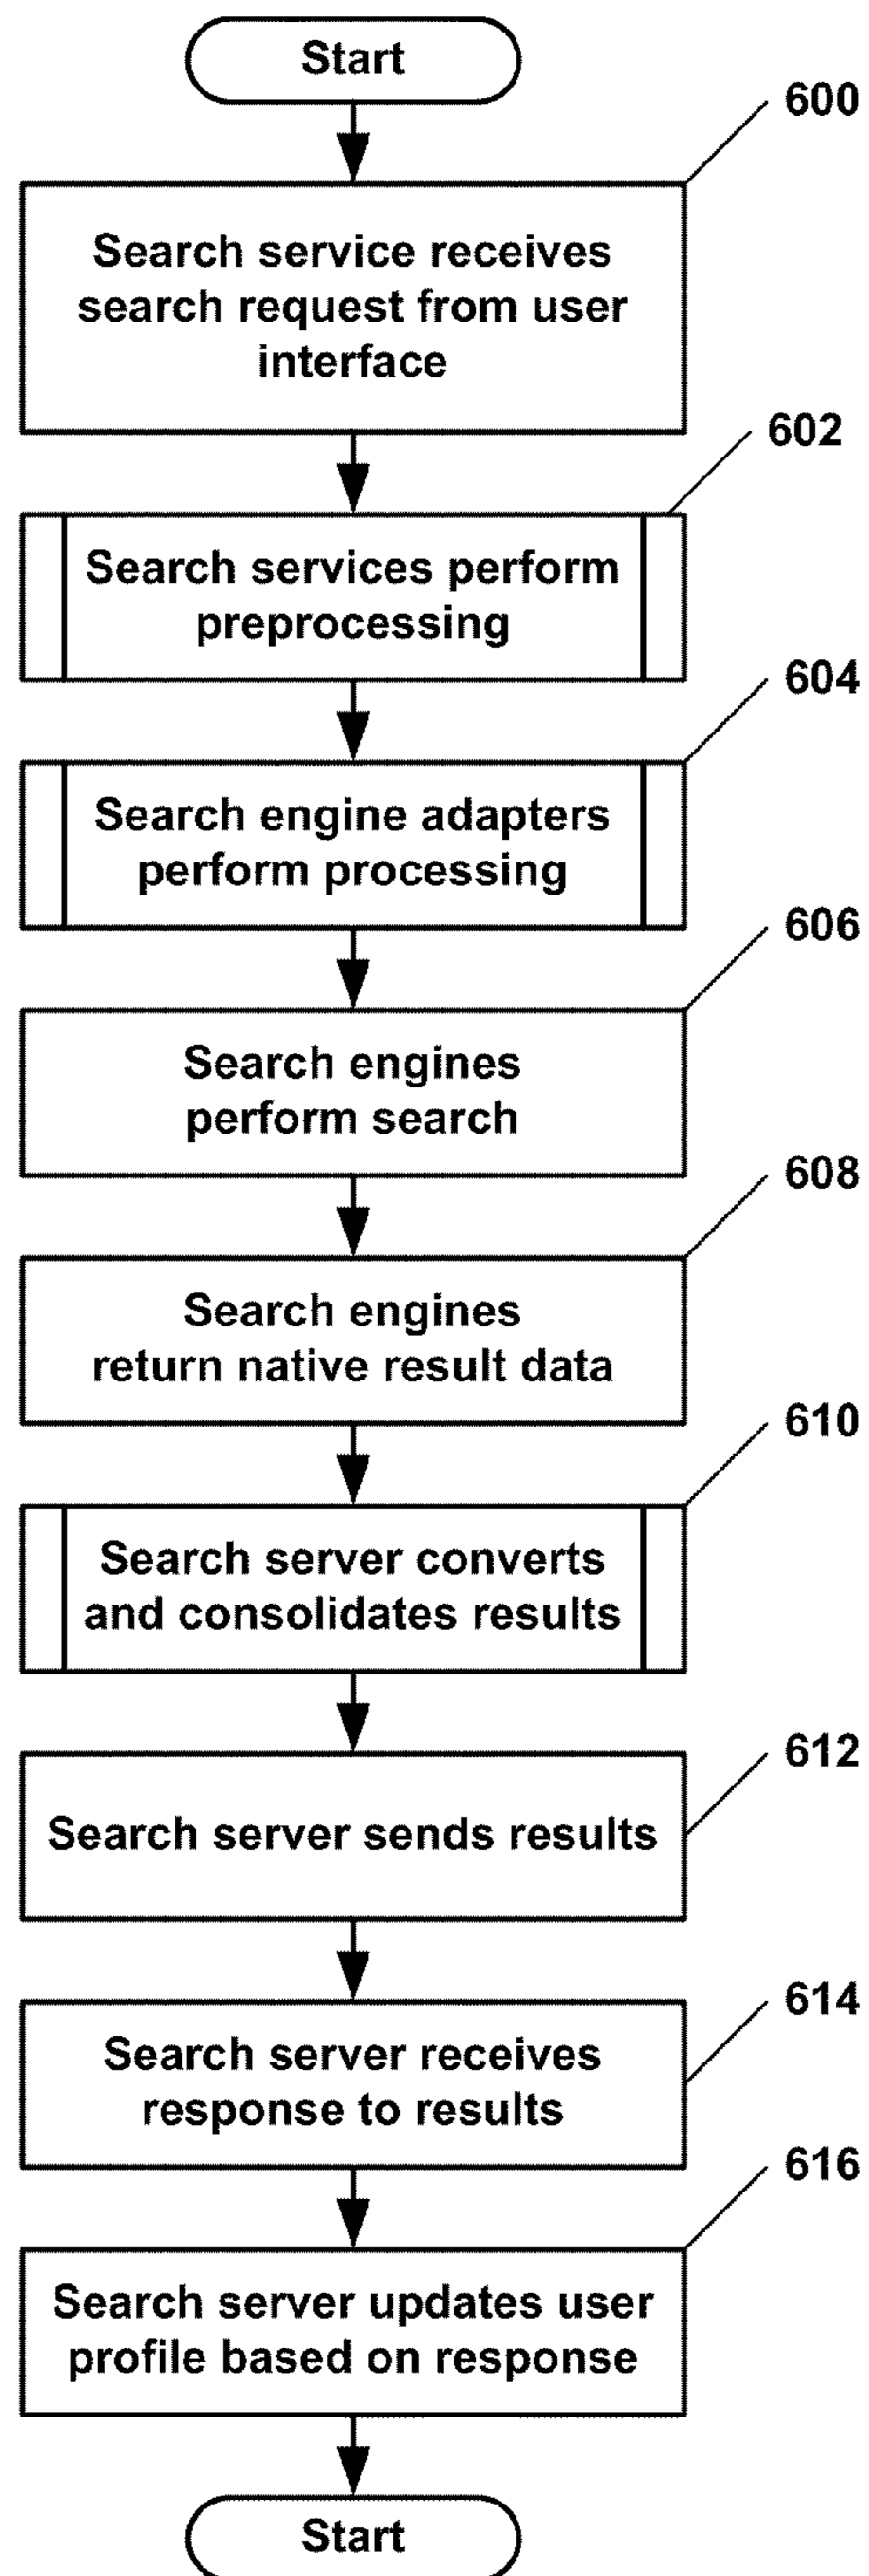 Start
600
Search service receives
search request from user
interface
602
Search services perform
preprocessing
604
Search engine adapters
perform processing
606
Search engines
perform search
608
Search engines
return native result data
610
Search server converts
and consolidates results
612
Search server sends results
614
Search server receives
response to results
616
Search server updates user
profile based on response
Start